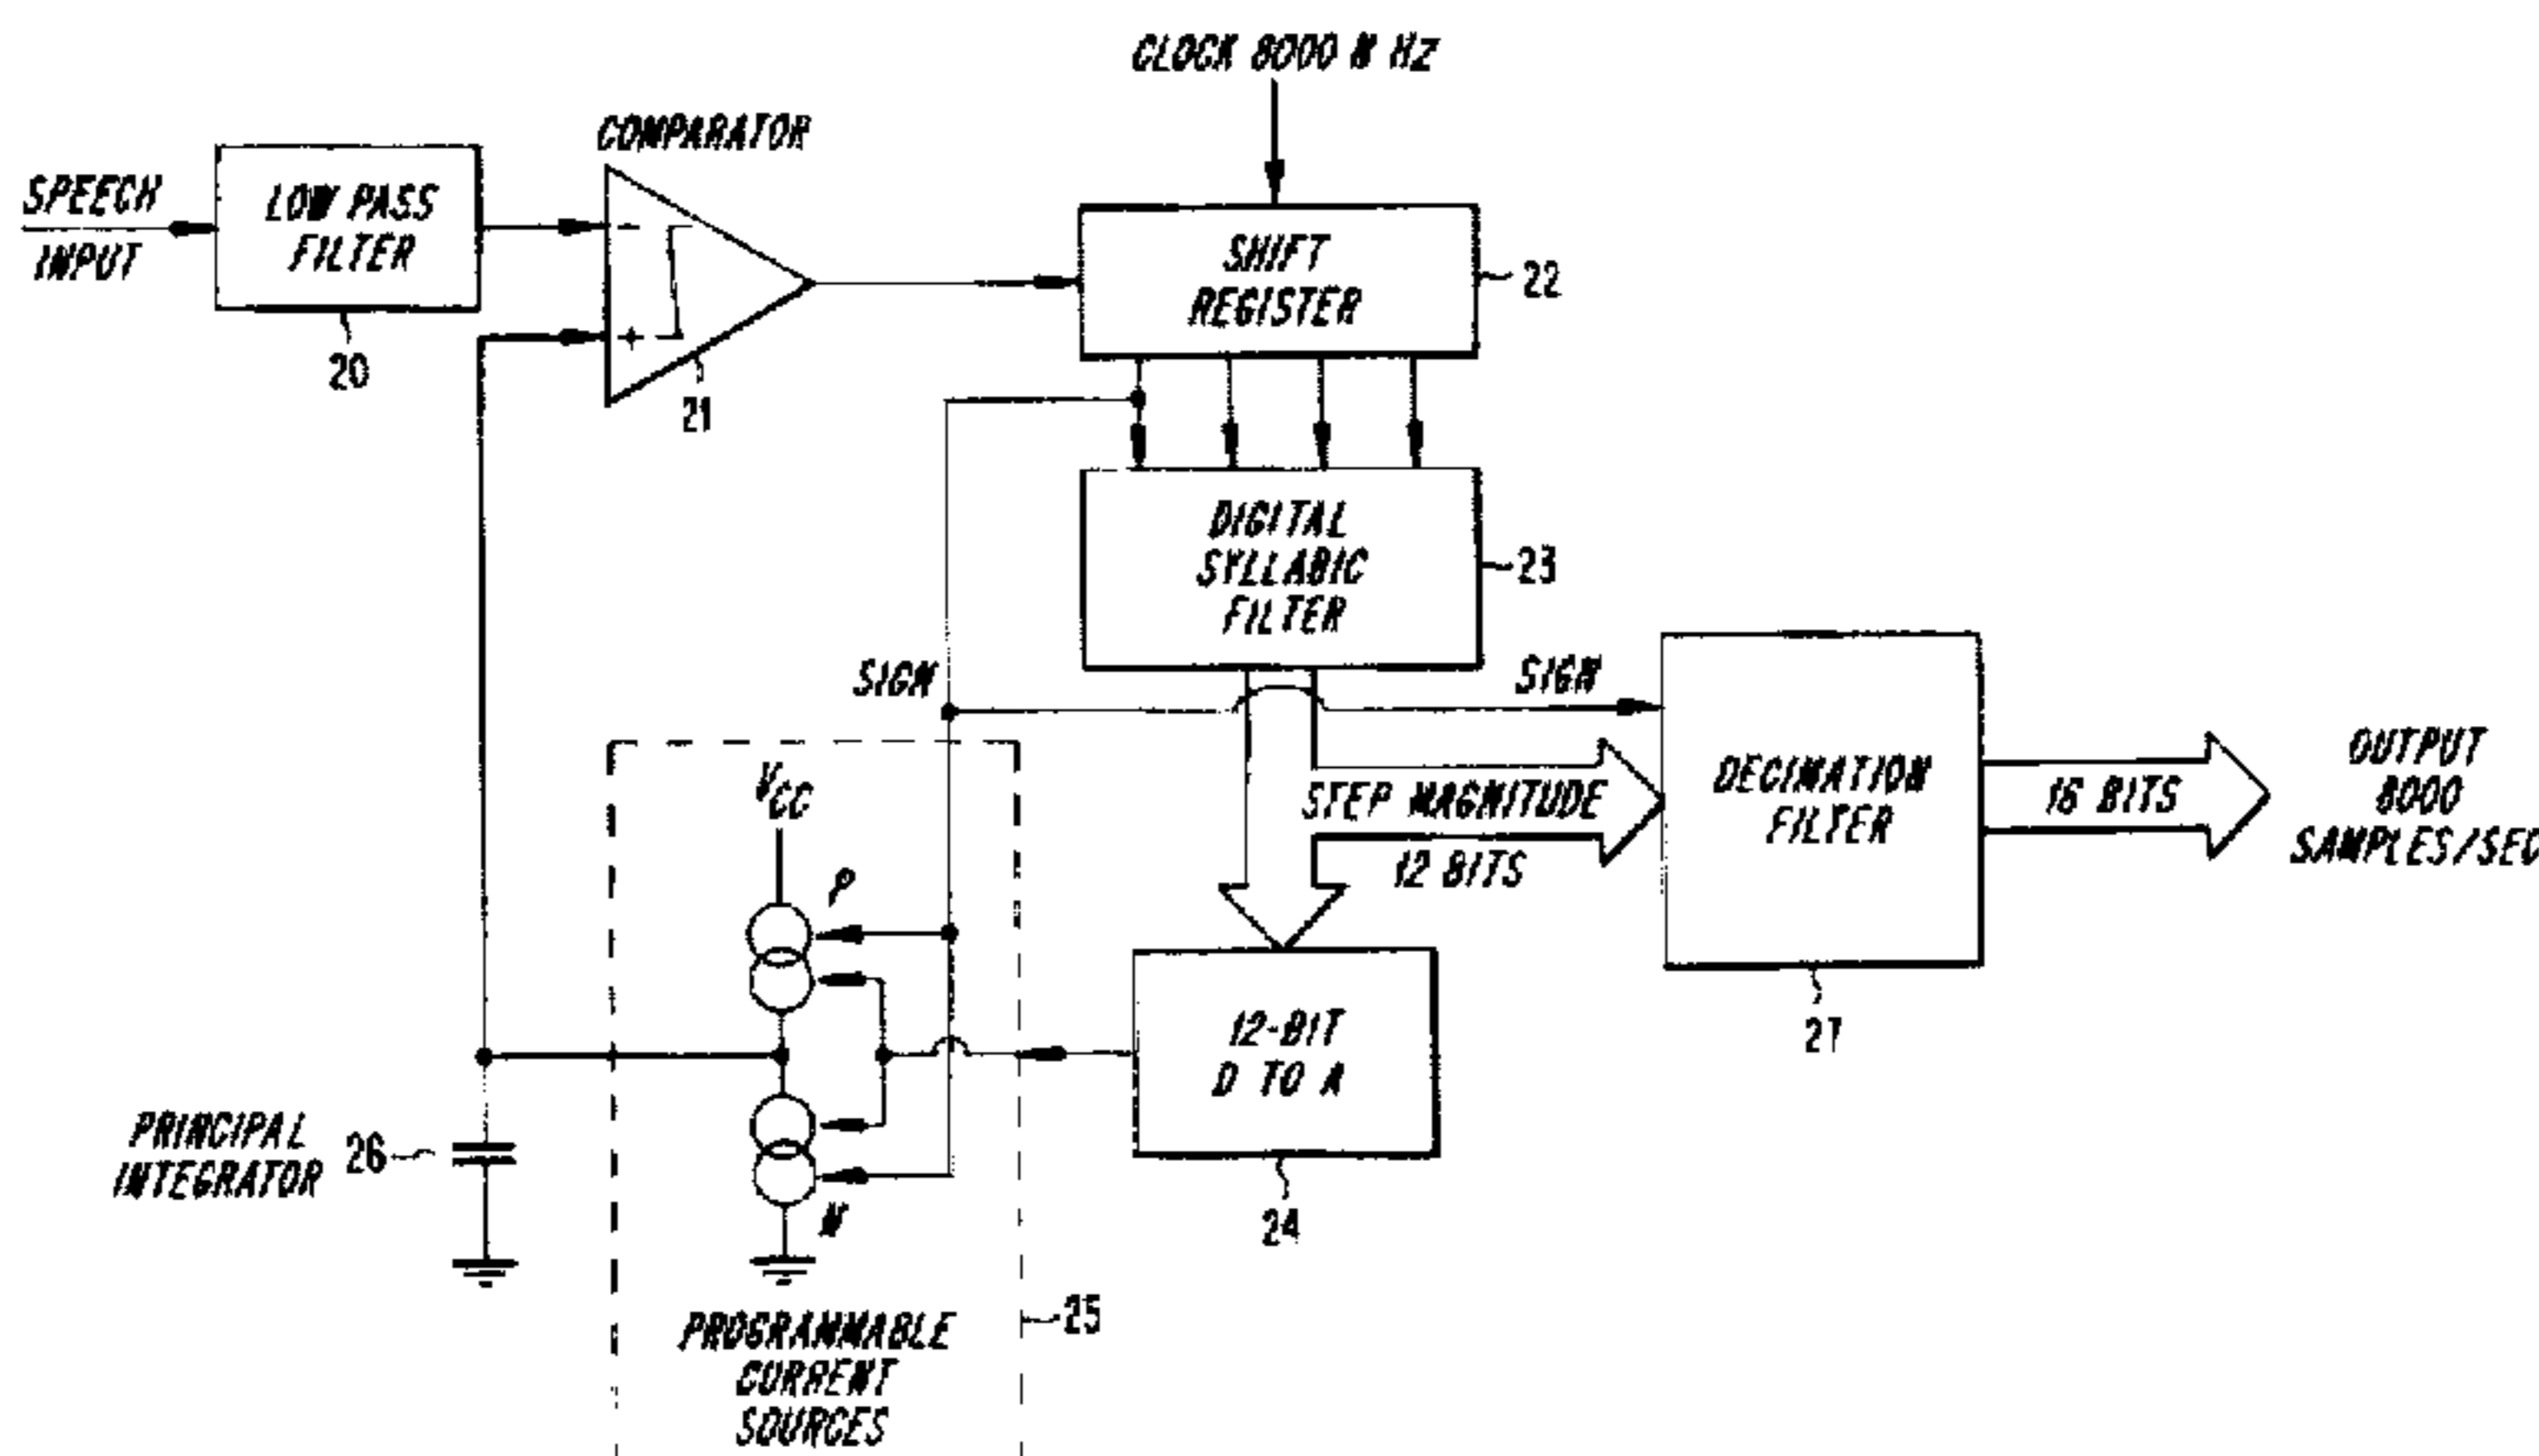 CLOCK 8000 N HZ
COMPARATOR
SPEECH
INPUT
LOW PASS
FILTER
20
-
+
21
SHIFT
REGISTER
22
DIGITAL
SYLLABIC
FILTER
23
SIGN
SIGN
STEP MAGNITUDE
12 BITS
DECIMATION
FILTER
27
16 BITS
OUTPUT
8000
SAMPLES/SEC
VCC
P
N
12-BIT
D TO A
24
PRINCIPAL
INTEGRATOR
26
PROGRAMMABLE
CURRENT
SOURCES
25